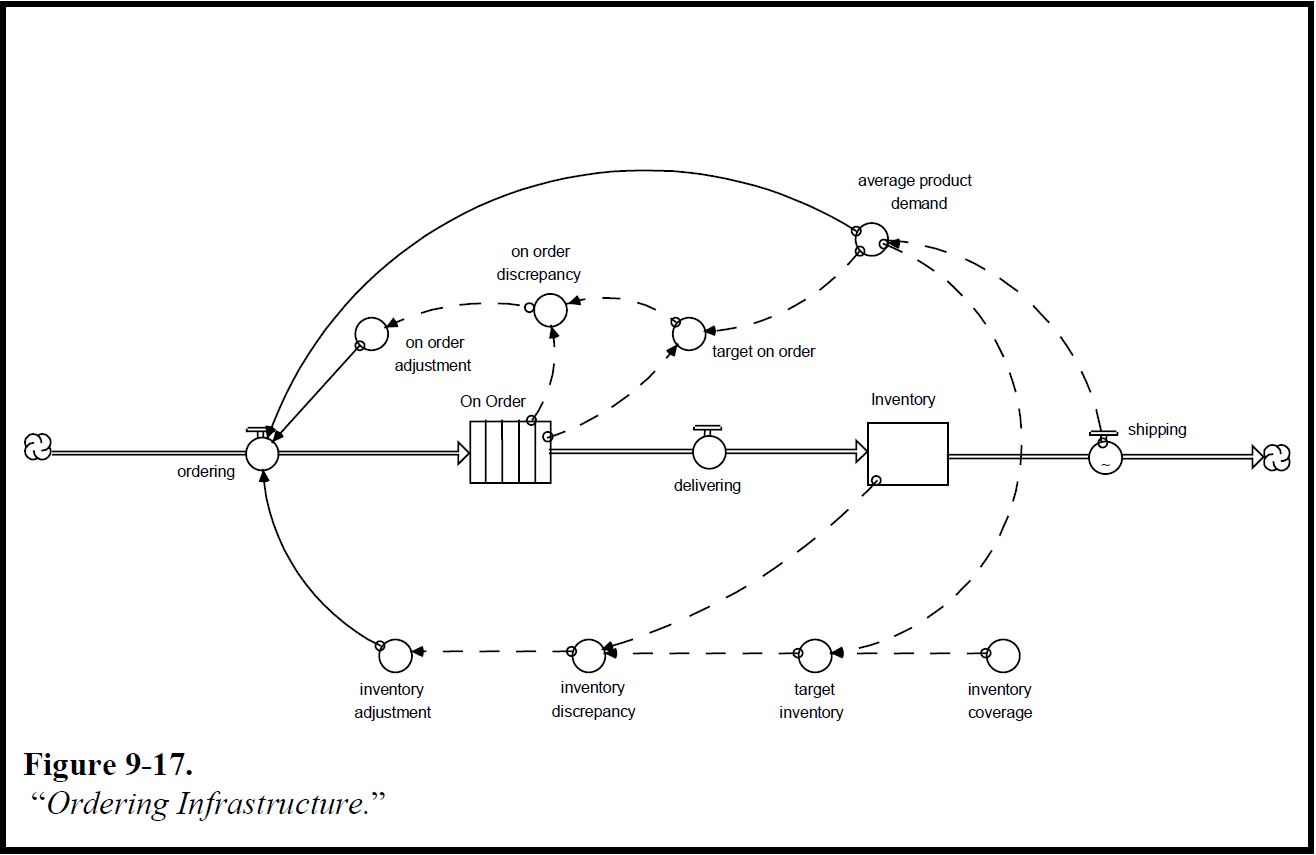 average product
demand
on order
discrepancy
on order
adjustment
target on order
On Order
Inventory
shipping
~
ordering
delivering
inventory
adjustment
inventory
discrepancy
target
inventory
inventory
coverage
Figure 9-17.
“Ordering Infrastructure.”